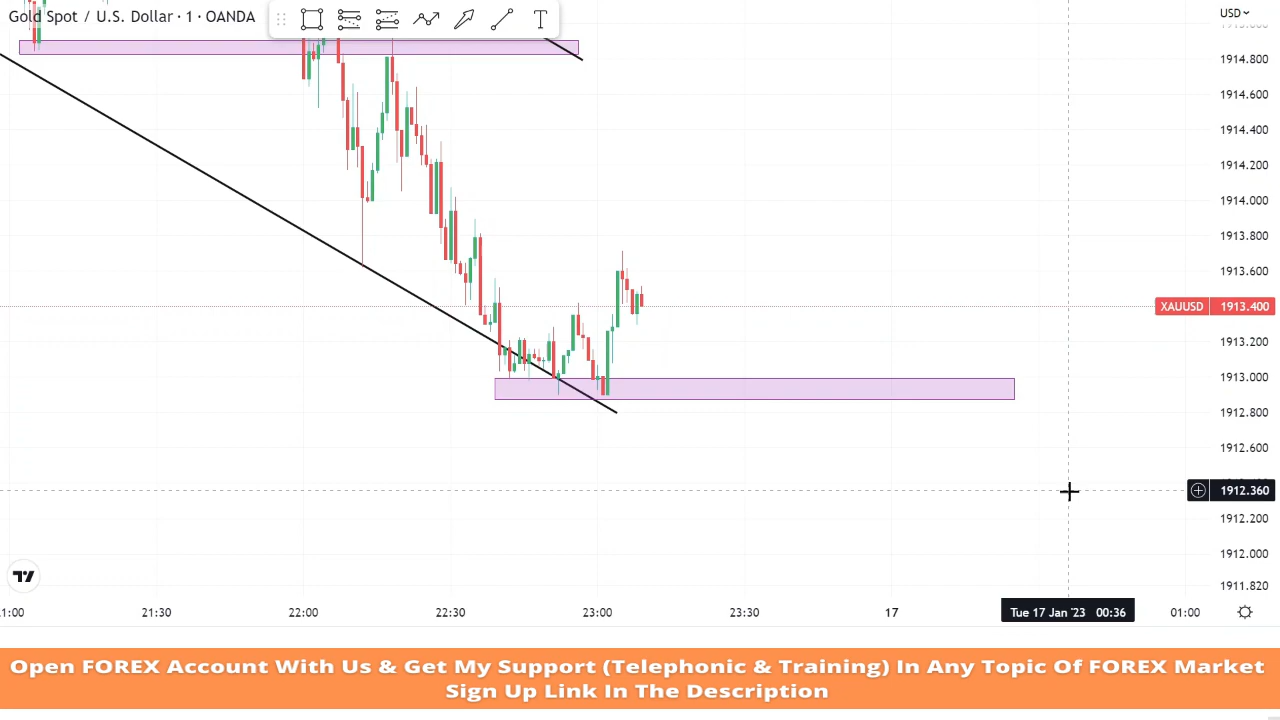 Gold Spot / U.S. Dollar · 1 · OANDA
T
USD
1914.800
1914.600
1914.400
1914.200
1914.000
1913.800
1913.600
XAUUSD 1913.400
1913.200
1913.000
1912.800
1912.600
1912.360
1912.200
1912.000
1911.820
21:30 22:00 22:30 23:00 23:30 17 Tue 17 Jan '23 00:36 01:00
Open FOREX Account With Us & Get My Support (Telephonic & Training) In Any Topic Of FOREX Market
Sign Up Link In The Description